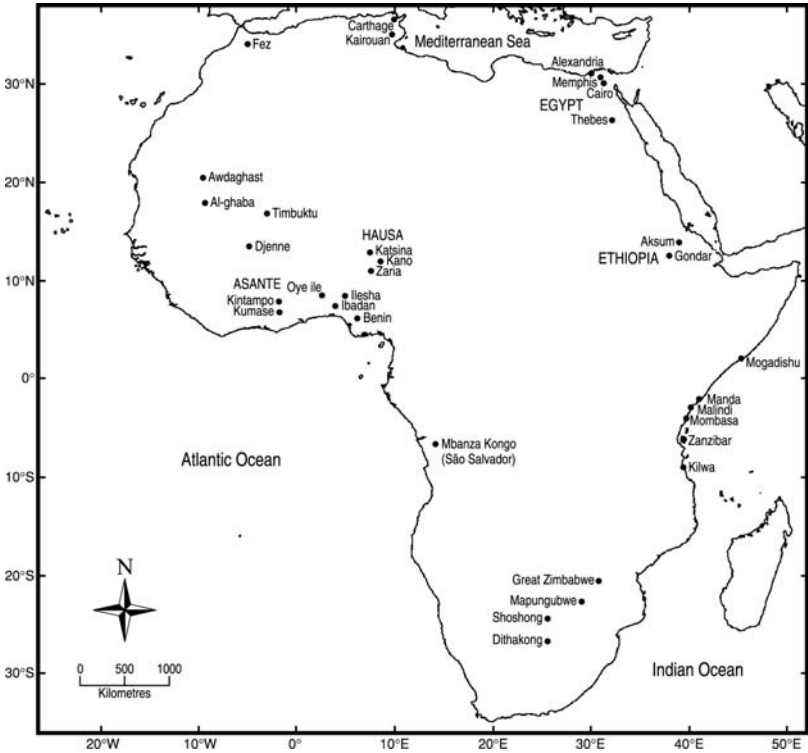 Carthage
Kairouan
Mediterranean Sea
Fez
Alexandria
30°N
Memphis
Cairo
EGYPT
Thebes
20°N
Awdaghast
Al-ghaba
Timbuktu
HAUSA
Djenne
Katsina
Kano
Zaria
Aksum
ETHIOPIA
Gondar
10°N
ASANTE
Oye ile
Ilesha
Kintampo
Ibadan
Kumase
Benin
Mogadishu
0°
Manda
Malindi
Mombasa
Zanzibar
Mbanza Kongo
(São Salvador)
Atlantic Ocean
Kilwa
10°S
N
20°S
Great Zimbabwe
Mapungubwe
Shoshong
Dithakong
0 500 1000
Kilometres
30°S
Indian Ocean
20°W 10°W 0° 10°E 20°E 30°E 40°E 50°E